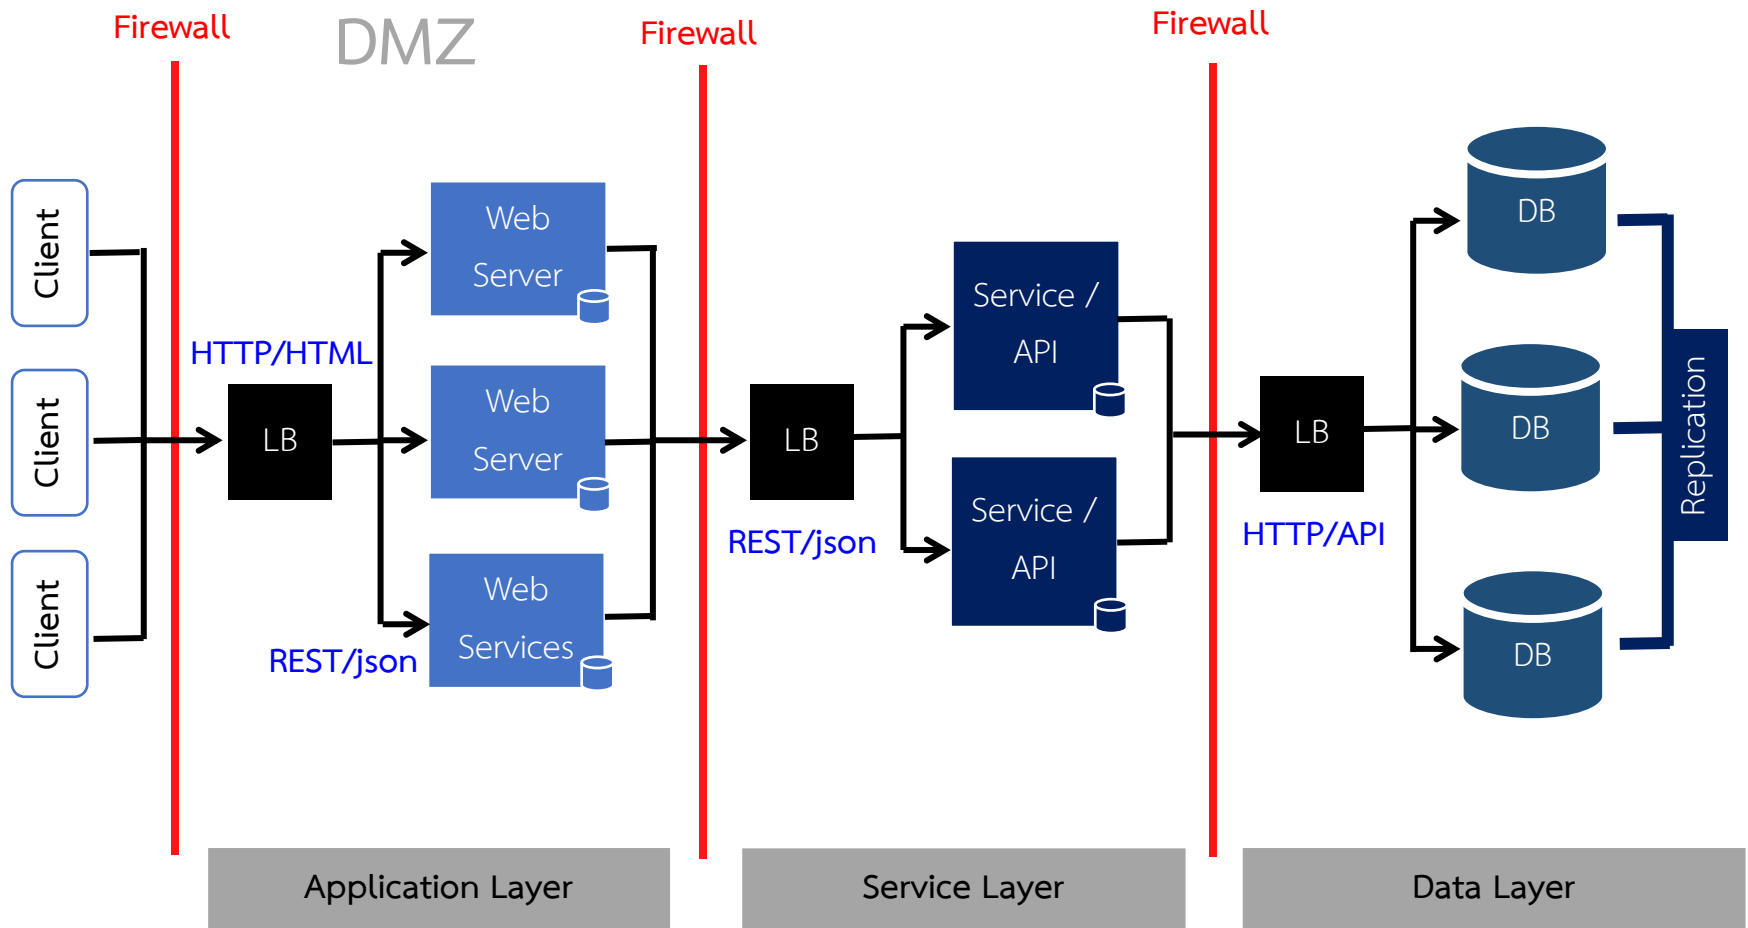 Firewall
DMZ
Firewall
Firewall
Client
Client
Client
HTTP/HTML
LB
REST/json
Web
Server
Web
Server
Web
Services
LB
REST/json
Service /
API
Service /
API
LB
HTTP/API
DB
DB
DB
Replication
Application Layer
Service Layer
Data Layer